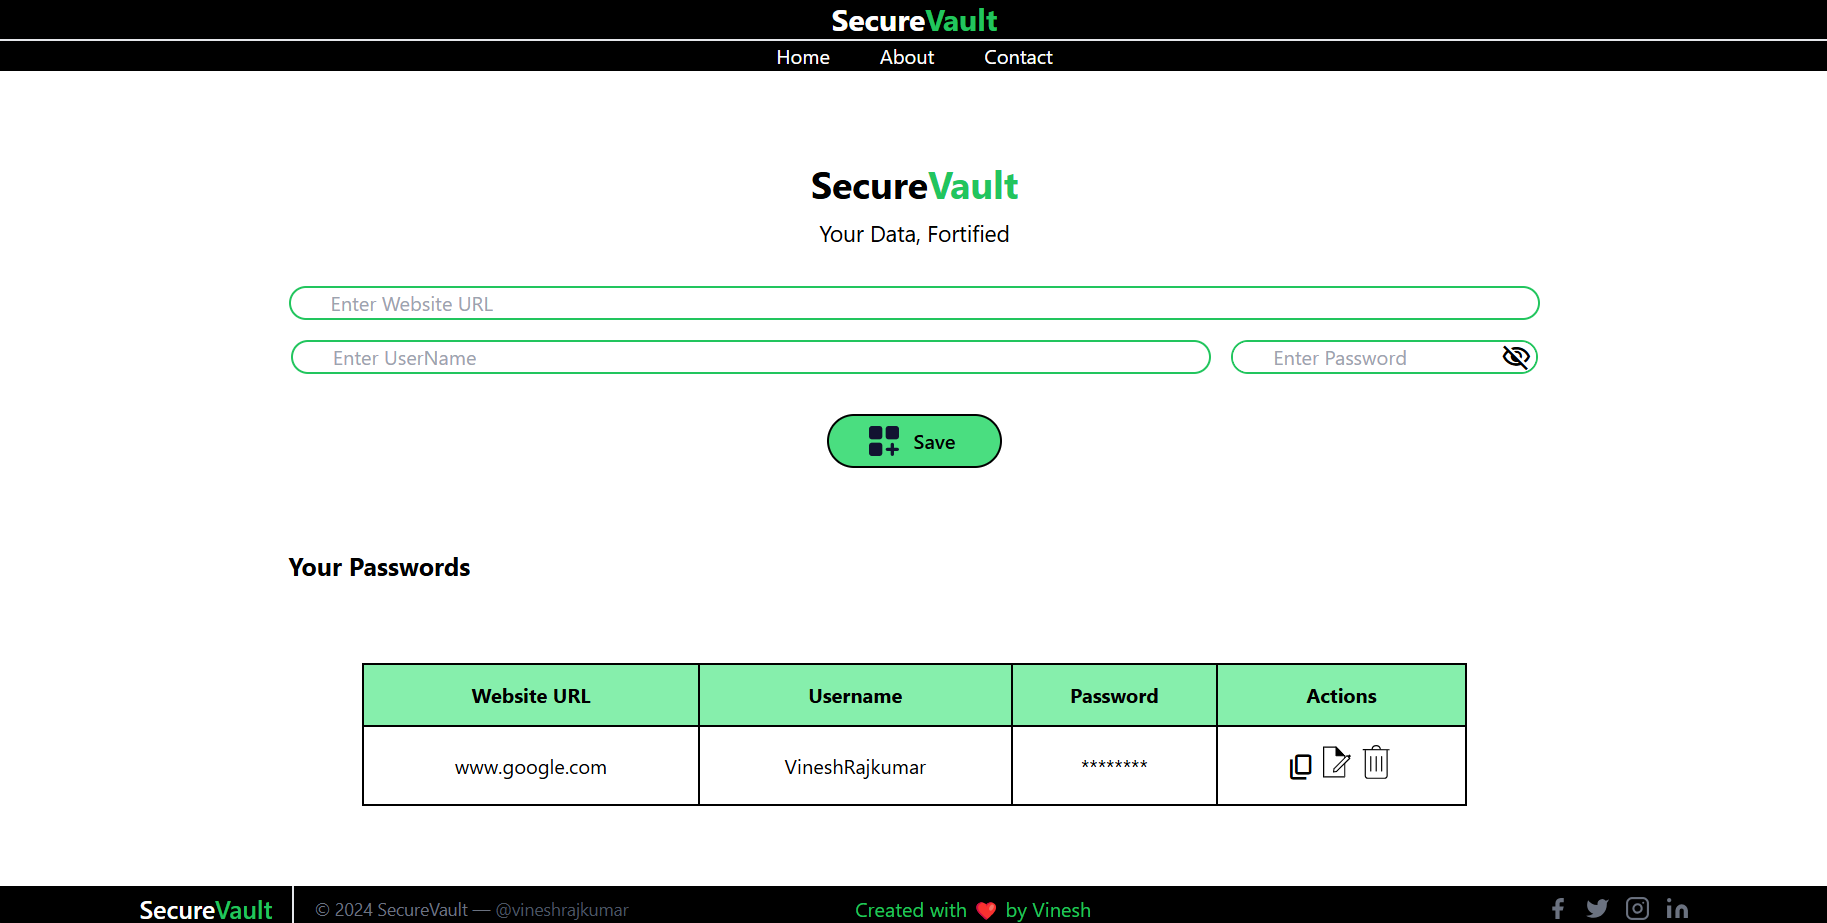 SecureVault
Home About Contact
SecureVault
Your Data, Fortified
Enter Website URL
Enter UserName Enter Password
Save
Your Passwords
Website URL Username Password Actions
www.google.com VineshRajkumar ********
SecureVault © 2024 SecureVault — @vineshrajkumar Created with ❤️ by Vinesh